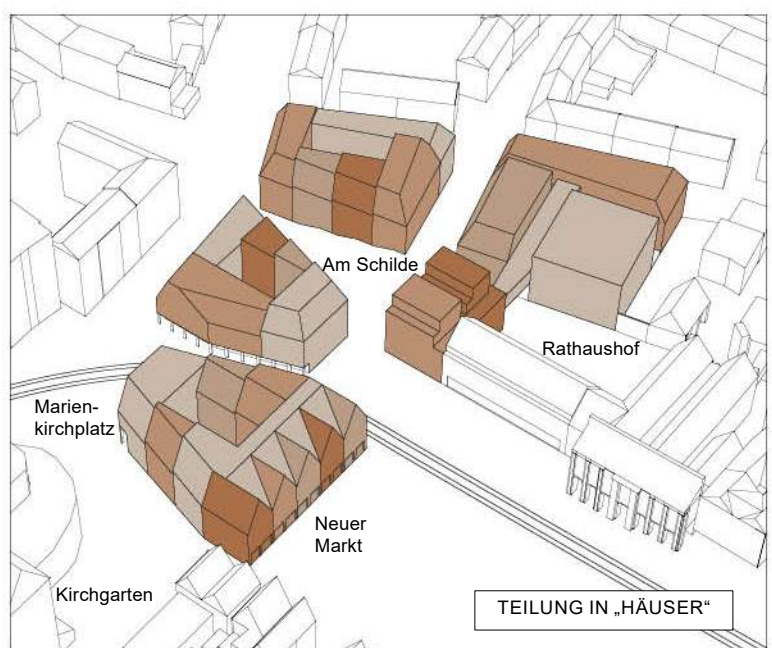 Am Schilde
Rathaushof
Marien-
kirchplatz
Neuer
Markt
Kirchgarten
TEILUNG IN „HÄUSER“